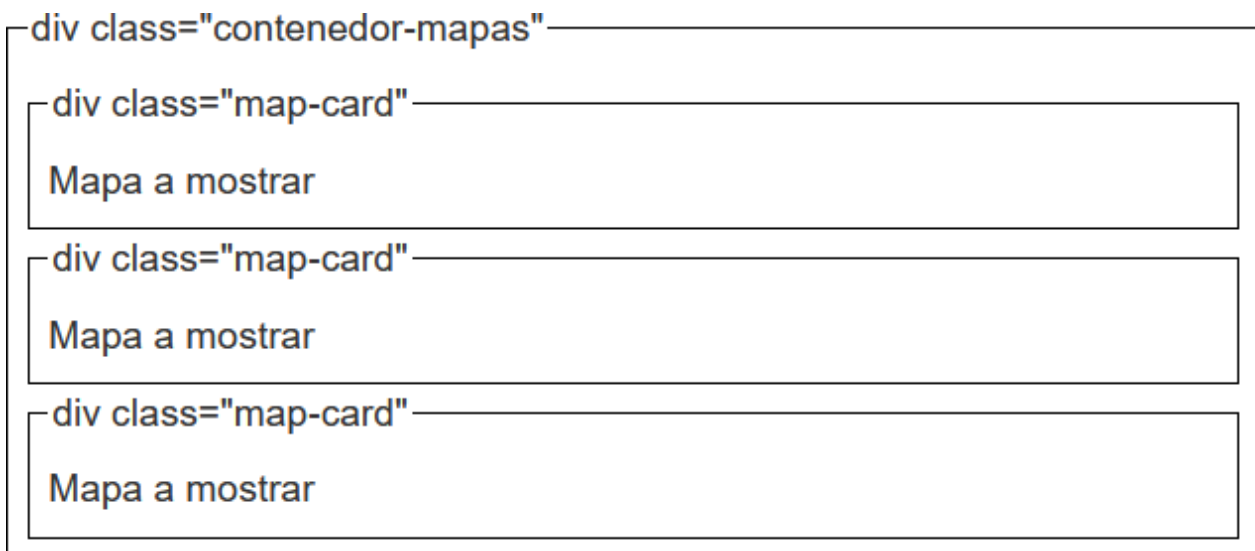 div class="contenedor-mapas"
div class="map-card"
Mapa a mostrar
div class="map-card"
Mapa a mostrar
div class="map-card"
Mapa a mostrar